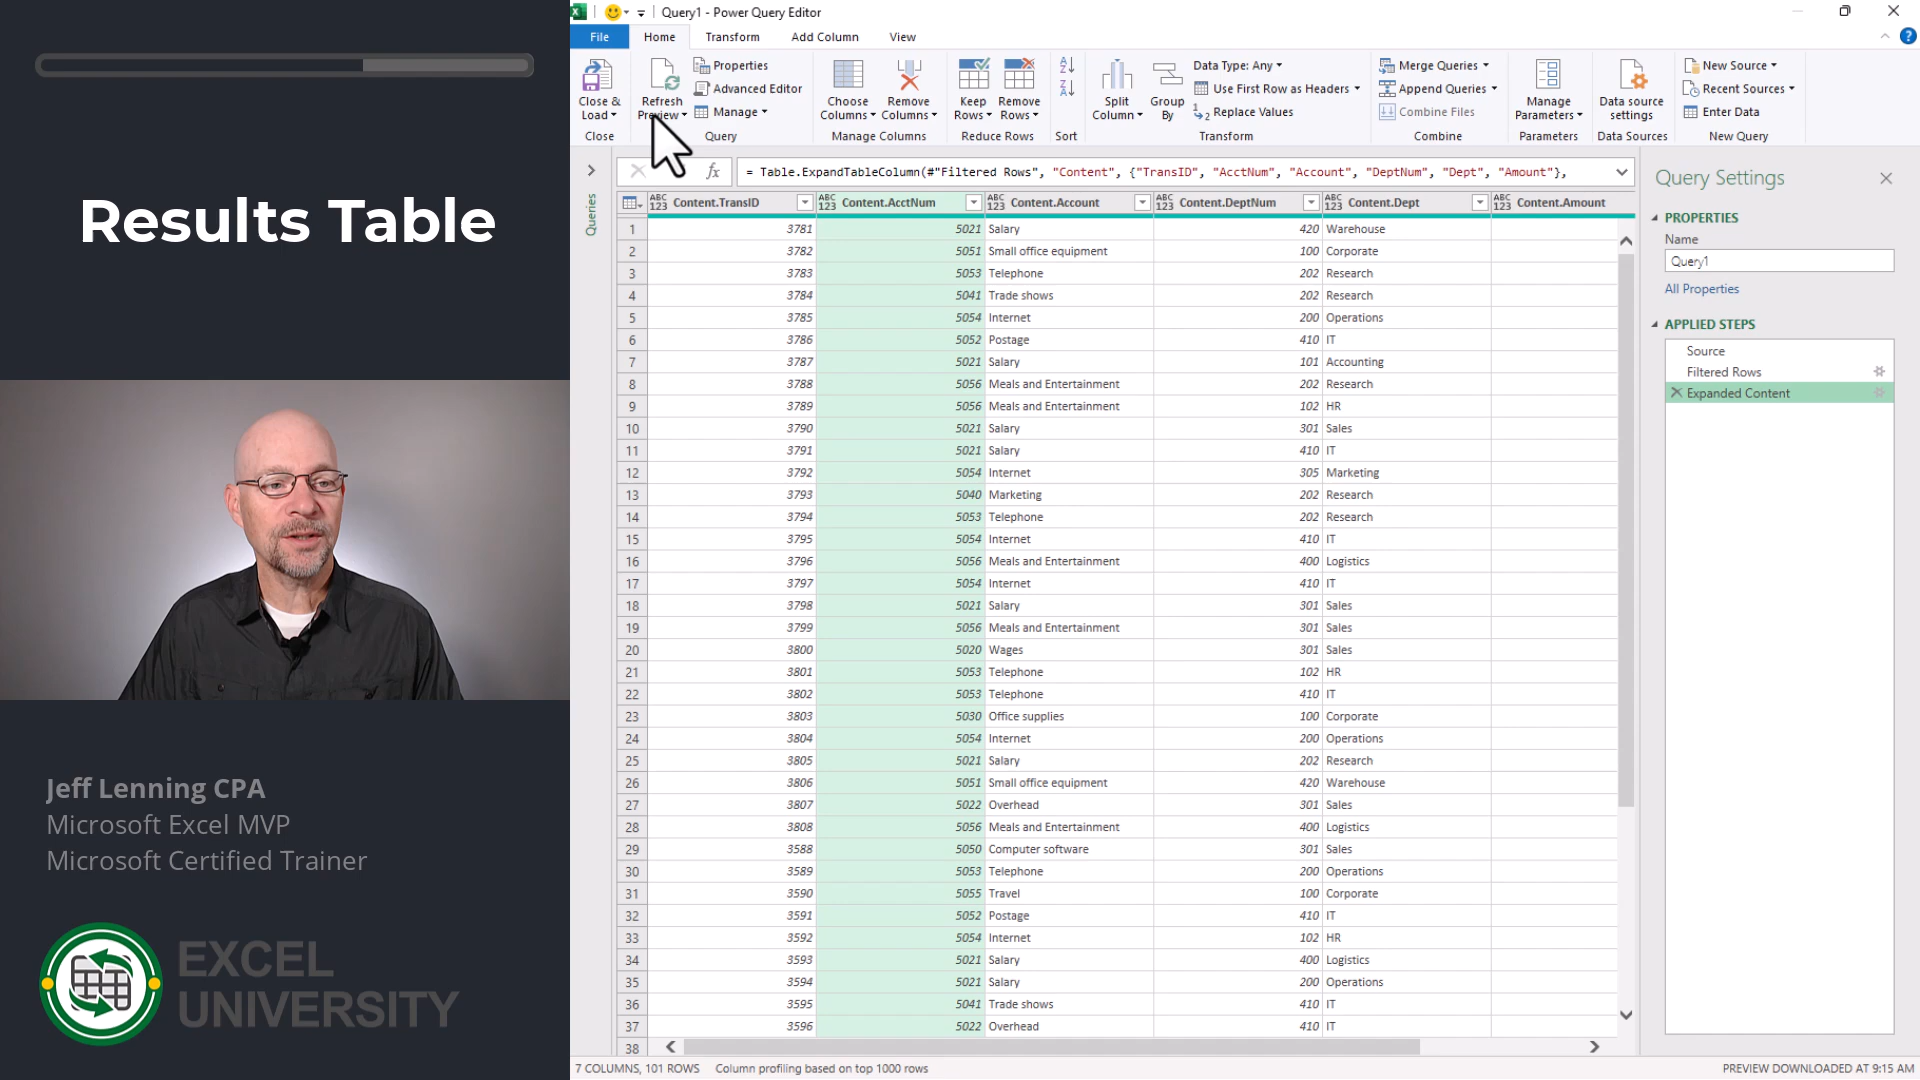 Results Table
Jeff Lenning CPA
Microsoft Excel MVP
Microsoft Certified Trainer
EXCEL
UNIVERSITY
Query1 - Power Query Editor
File Home Transform Add Column View
Close & Load
Close
Refresh Preview
Properties
Advanced Editor
Manage
Query
Choose Columns
Remove Columns
Manage Columns
Keep Rows
Remove Rows
Reduce Rows
Sort
Split Column
Group By
Data Type: Any
Use First Row as Headers
Replace Values
Transform
Merge Queries
Append Queries
Combine Files
Combine
Manage Parameters
Parameters
Data source settings
Data Sources
New Source
Recent Sources
Enter Data
New Query
Queries
fx = Table.ExpandTableColumn(#"Filtered Rows", "Content", {"TransID", "AcctNum", "Account", "DeptNum", "Dept", "Amount"},
ABC 123 Content.TransID ABC 123 Content.AcctNum ABC 123 Content.Account ABC 123 Content.DeptNum ABC 123 Content.Dept ABC 123 Content.Amount
1 3781 5021 Salary 420 Warehouse
2 3782 5051 Small office equipment 100 Corporate
3 3783 5053 Telephone 202 Research
4 3784 5041 Trade shows 202 Research
5 3785 5054 Internet 200 Operations
6 3786 5052 Postage 410 IT
7 3787 5021 Salary 101 Accounting
8 3788 5056 Meals and Entertainment 202 Research
9 3789 5056 Meals and Entertainment 102 HR
10 3790 5021 Salary 301 Sales
11 3791 5021 Salary 410 IT
12 3792 5054 Internet 305 Marketing
13 3793 5040 Marketing 202 Research
14 3794 5053 Telephone 202 Research
15 3795 5054 Internet 410 IT
16 3796 5056 Meals and Entertainment 400 Logistics
17 3797 5054 Internet 410 IT
18 3798 5021 Salary 301 Sales
19 3799 5056 Meals and Entertainment 301 Sales
20 3800 5020 Wages 301 Sales
21 3801 5053 Telephone 102 HR
22 3802 5053 Telephone 410 IT
23 3803 5030 Office supplies 100 Corporate
24 3804 5054 Internet 200 Operations
25 3805 5021 Salary 202 Research
26 3806 5051 Small office equipment 420 Warehouse
27 3807 5022 Overhead 301 Sales
28 3808 5056 Meals and Entertainment 400 Logistics
29 3588 5050 Computer software 301 Sales
30 3589 5053 Telephone 200 Operations
31 3590 5055 Travel 100 Corporate
32 3591 5052 Postage 410 IT
33 3592 5054 Internet 102 HR
34 3593 5021 Salary 400 Logistics
35 3594 5021 Salary 200 Operations
36 3595 5041 Trade shows 410 IT
37 3596 5022 Overhead 410 IT
38
Query Settings
PROPERTIES
Name
Query1
All Properties
APPLIED STEPS
Source
Filtered Rows
Expanded Content
7 COLUMNS, 101 ROWS Column profiling based on top 1000 rows
PREVIEW DOWNLOADED AT 9:15 AM